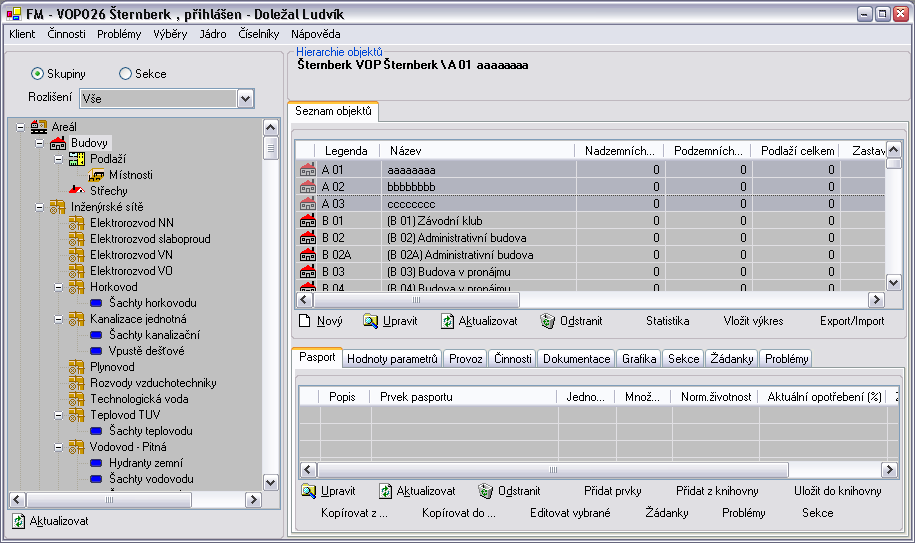 FM - VOP026 Šternberk , přihlášen - Doležal Ludvík
Klient Činnosti Problémy Výběry Jádro Číselníky Nápověda
Skupiny Sekce
Rozlišení Vše
Areál
Budovy
Podlaží
Místnosti
Střechy
Inženýrské sítě
Elektrorozvod NN
Elektrorozvod slaboproud
Elektrorozvod VN
Elektrorozvod VO
Horkovod
Šachty horkovodu
Kanalizace jednotná
Šachty kanalizační
Vpustě dešťové
Plynovod
Rozvody vzduchotechniky
Technologická voda
Teplovod TUV
Šachty teplovodu
Vodovod - Pitná
Hydranty zemní
Šachty vodovodu
Aktualizovat
Hierarchie objektů
Šternberk VOP Šternberk \ A 01 aaaaaaaa
Seznam objektů
Legenda Název Nadzemních... Podzemních... Podlaží celkem Zastav
A 01 aaaaaaaa 0 0 0
A 02 bbbbbbbb 0 0 0
A 03 cccccccc 0 0 0
B 01 (B 01) Závodní klub 0 0 0
B 02 (B 02) Administrativní budova 0 0 0
B 02A (B 02A) Administrativní budova 0 0 0
B 03 (B 03) Budova v pronájmu 0 0 0
B 04 (B 04) Budova v pronájmu 0 0 0
Nový Upravit Aktualizovat Odstranit Statistika Vložit výkres Export/Import
Pasport Hodnoty parametrů Provoz Činnosti Dokumentace Grafika Sekce Žádanky Problémy
Popis Prvek pasportu Jedno... Množ... Norm.životnost Aktuální opotřebení (%)
Upravit Aktualizovat Odstranit Přidat prvky Přidat z knihovny Uložit do knihovny
Kopírovat z ... Kopírovat do ... Editovat vybrané Žádanky Problémy Sekce